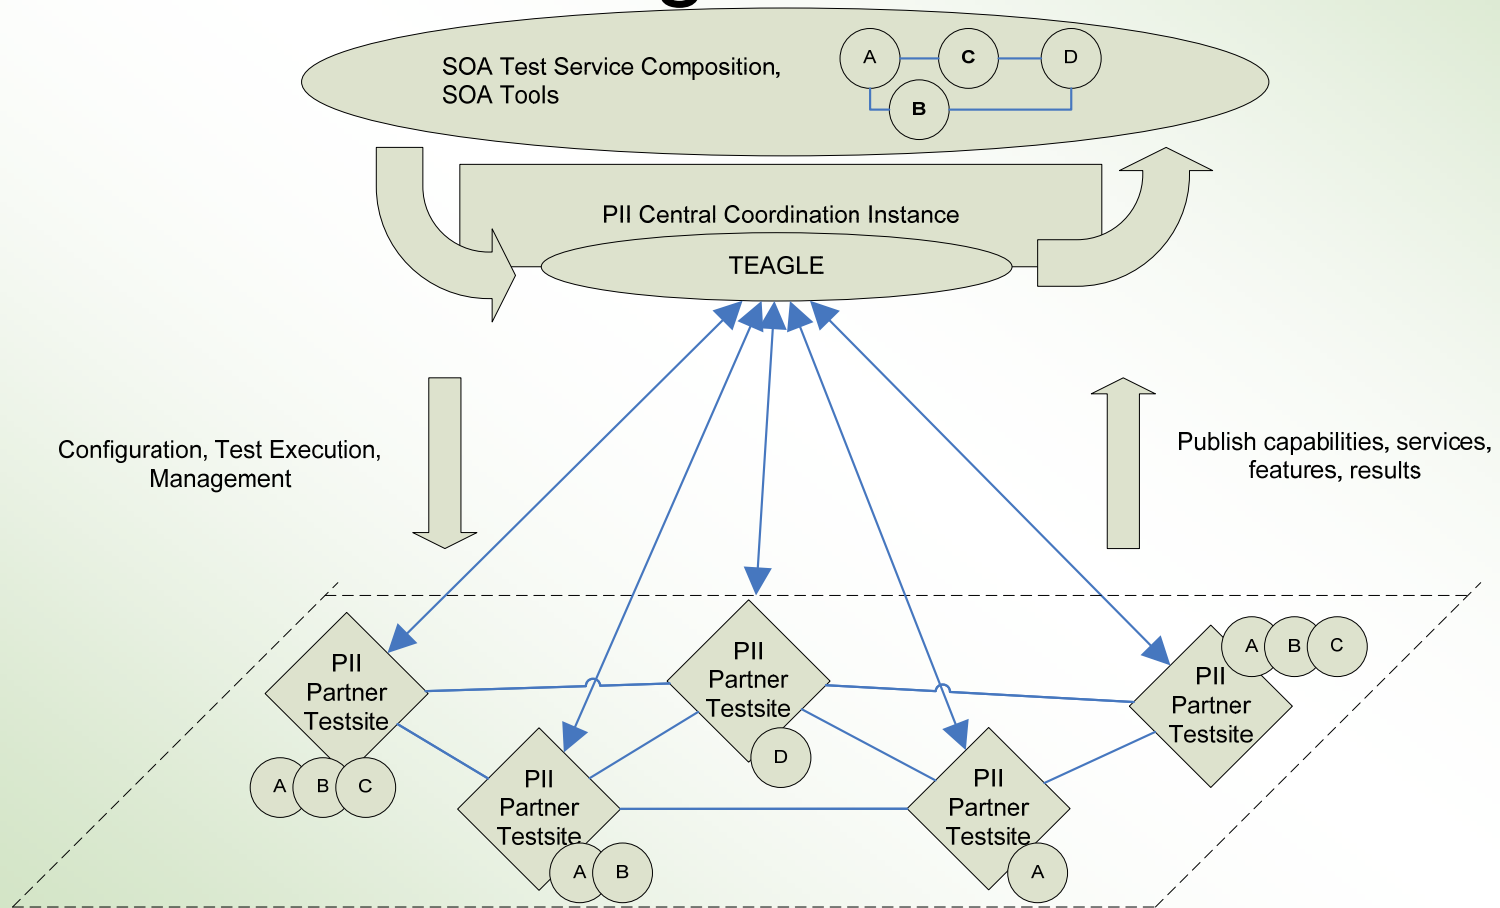 SOA Test Service Composition,
SOA Tools
A
C
D
B
PII Central Coordination Instance
TEAGLE
Configuration, Test Execution,
Management
Publish capabilities, services,
features, results
PII
Partner
Testsite
A
B
C
PII
Partner
Testsite
A
B
PII
Partner
Testsite
D
PII
Partner
Testsite
A
PII
Partner
Testsite
A
B
C